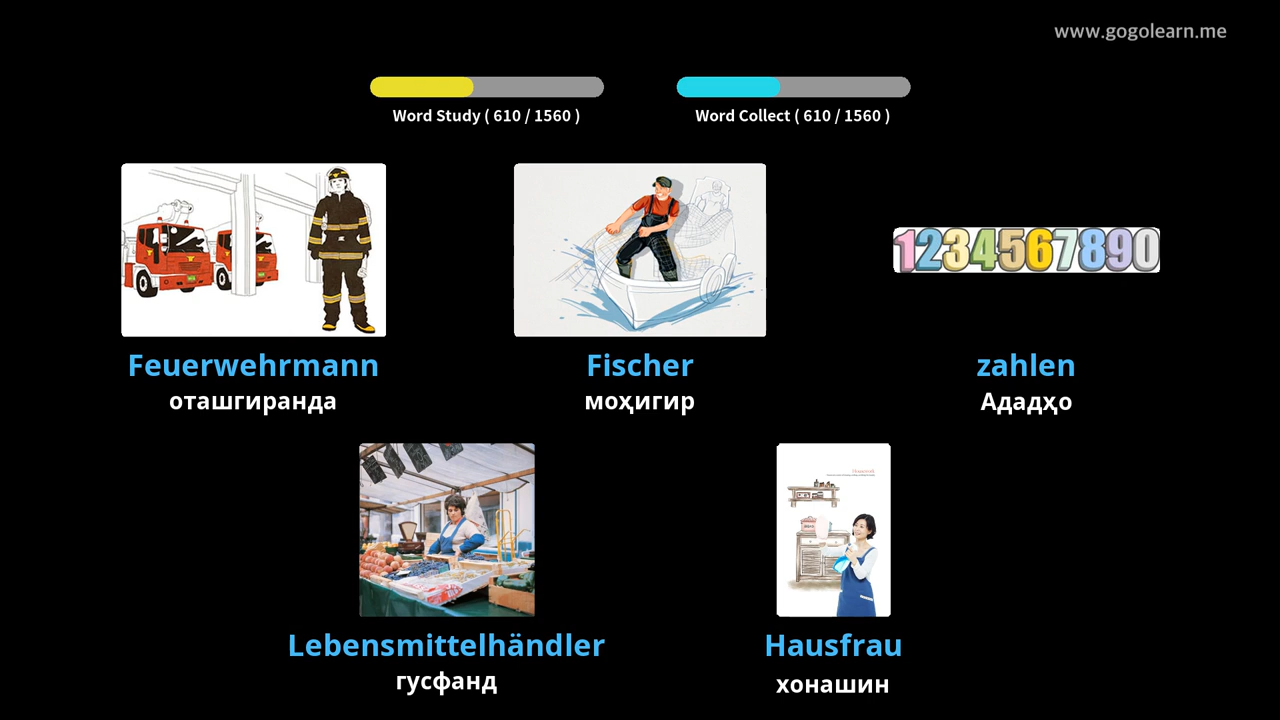 www.gogolearn.me
Word Study ( 610 / 1560 )
Word Collect ( 610 / 1560 )
1234567890
Feuerwehrmann
Fischer
zahlen
оташгиранда
моҳигир
Ададҳо
Lebensmittelhändler
Hausfrau
гусфанд
хонашин